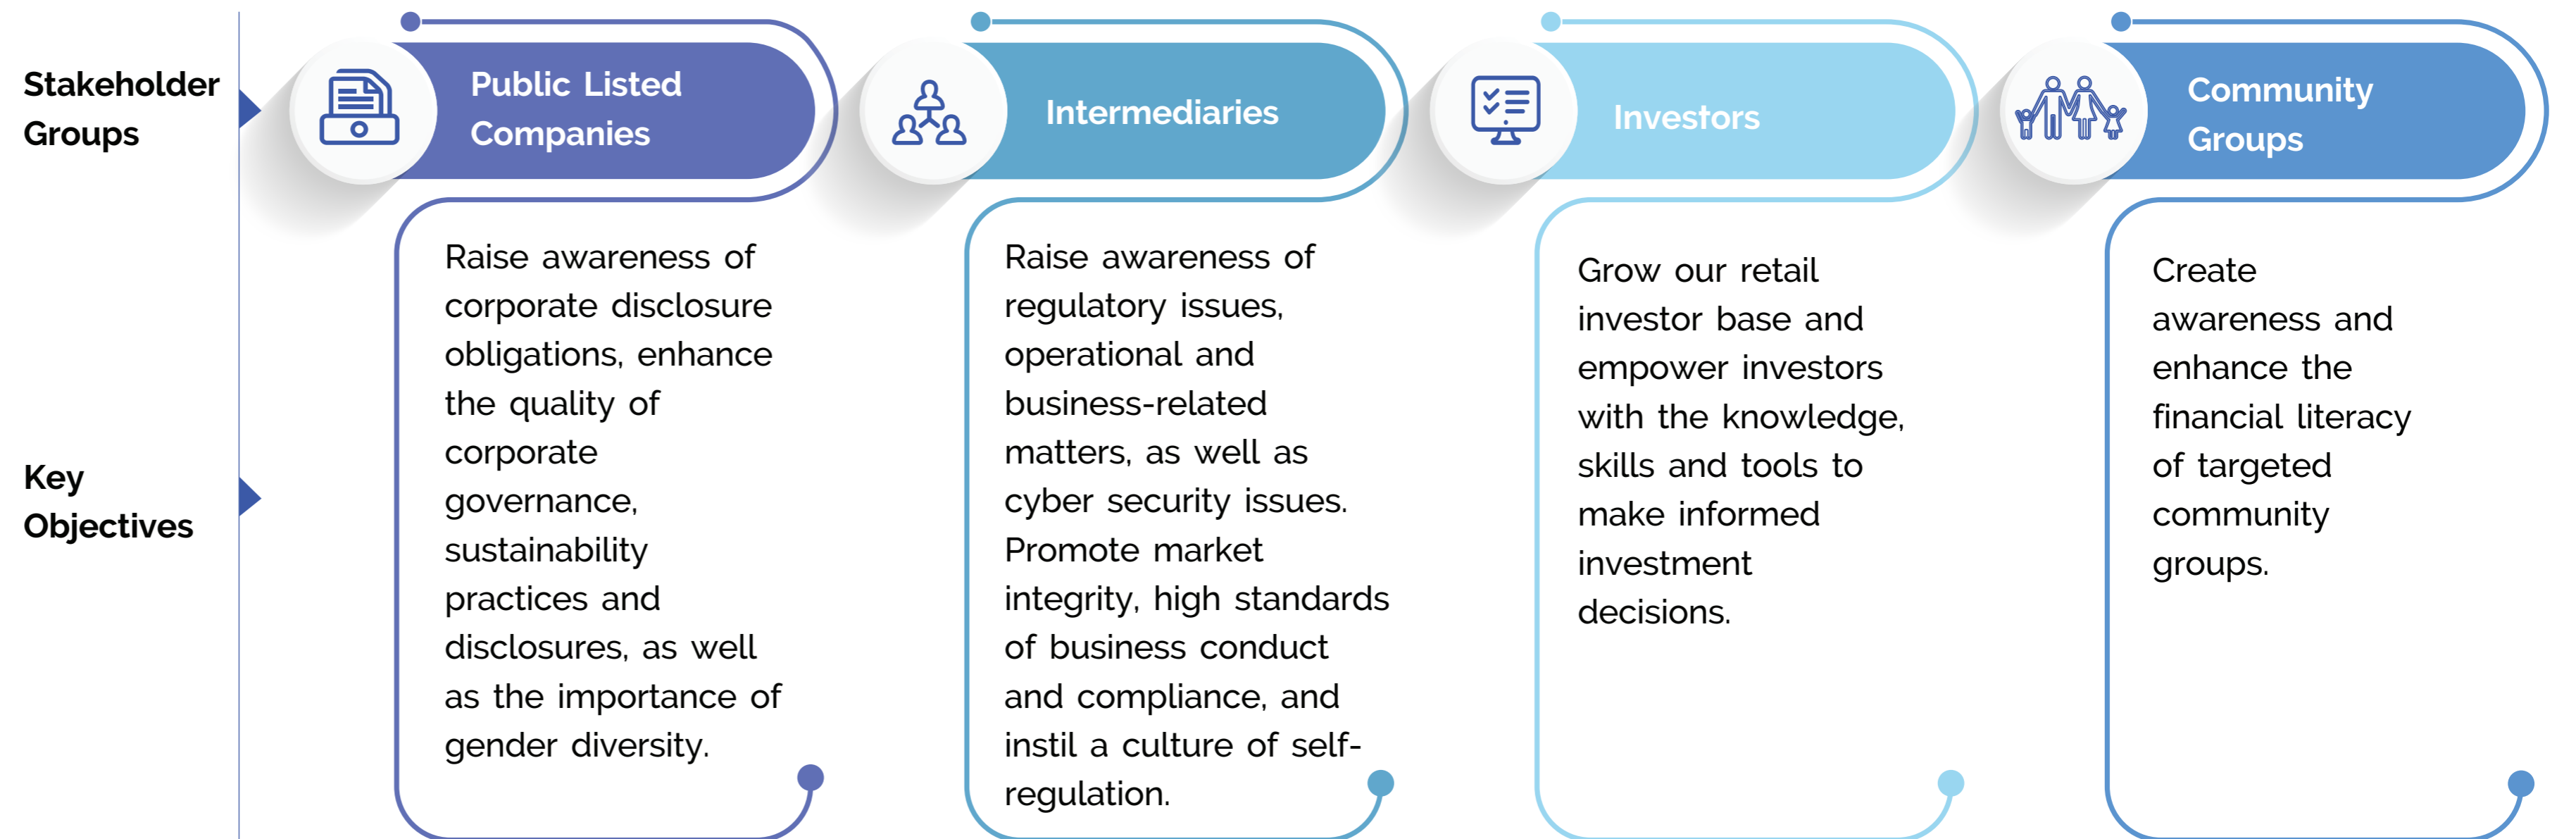 Stakeholder
Groups
Public Listed
Companies
Intermediaries
Investors
Community
Groups
Key
Objectives
Raise awareness of
corporate disclosure
obligations, enhance
the quality of
corporate
governance,
sustainability
practices and
disclosures, as well
as the importance of
gender diversity.
Raise awareness of
regulatory issues,
operational and
business-related
matters, as well as
cyber security issues.
Promote market
integrity, high standards
of business conduct
and compliance, and
instil a culture of self-
regulation.
Grow our retail
investor base and
empower investors
with the knowledge,
skills and tools to
make informed
investment
decisions.
Create
awareness and
enhance the
financial literacy
of targeted
community
groups.